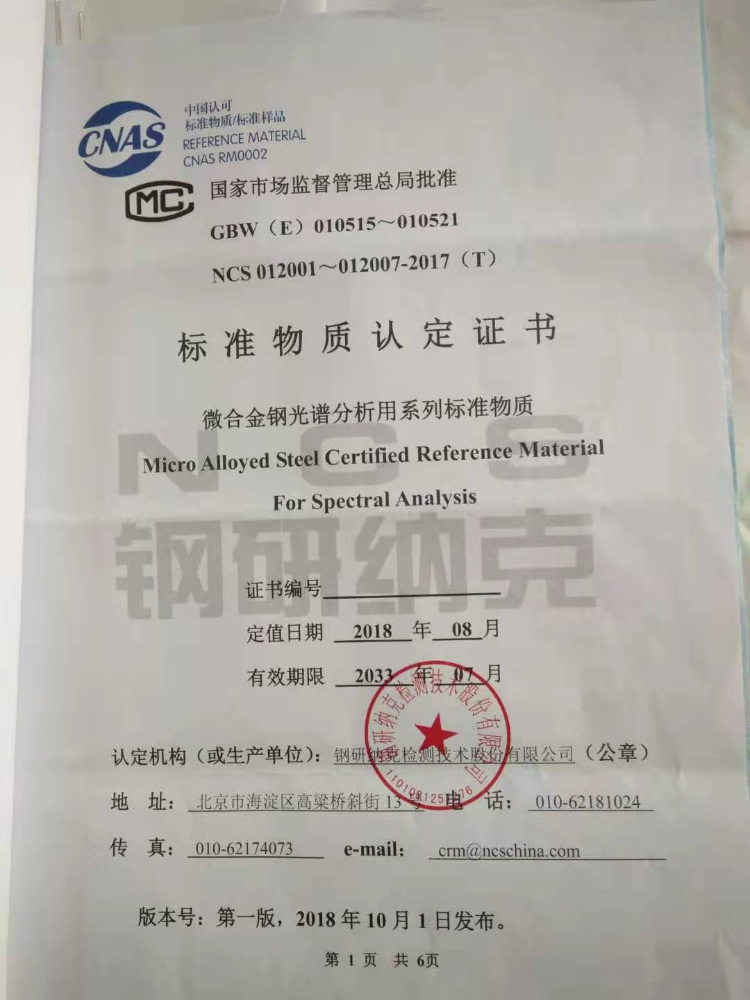 CNAS
中国认可
标准物质/标准样品
REFERENCE MATERIAL
CNAS RM0002
MC
国家市场监督管理总局批准
GBW（E）010515～010521
NCS 012001～012007-2017（T）
标准物质认定证书
微合金钢光谱分析用系列标准物质
NCS
Micro Alloyed Steel Certified Reference Material
For Spectral Analysis
钢研纳克
证书编号
定值日期 2018 年 08 月
有效期限 2033 年 07 月
钢研纳克检测技术股份有限公司
认定机构（或生产单位）：钢研纳克检测技术股份有限公司（公章）
地 址： 北京市海淀区高粱桥斜街 13 号 电 话： 010-62181024
传 真： 010-62174073 e-mail： crm@ncschina.com
版本号：第一版，2018 年 10 月 1 日发布。
第 1 页 共 6页